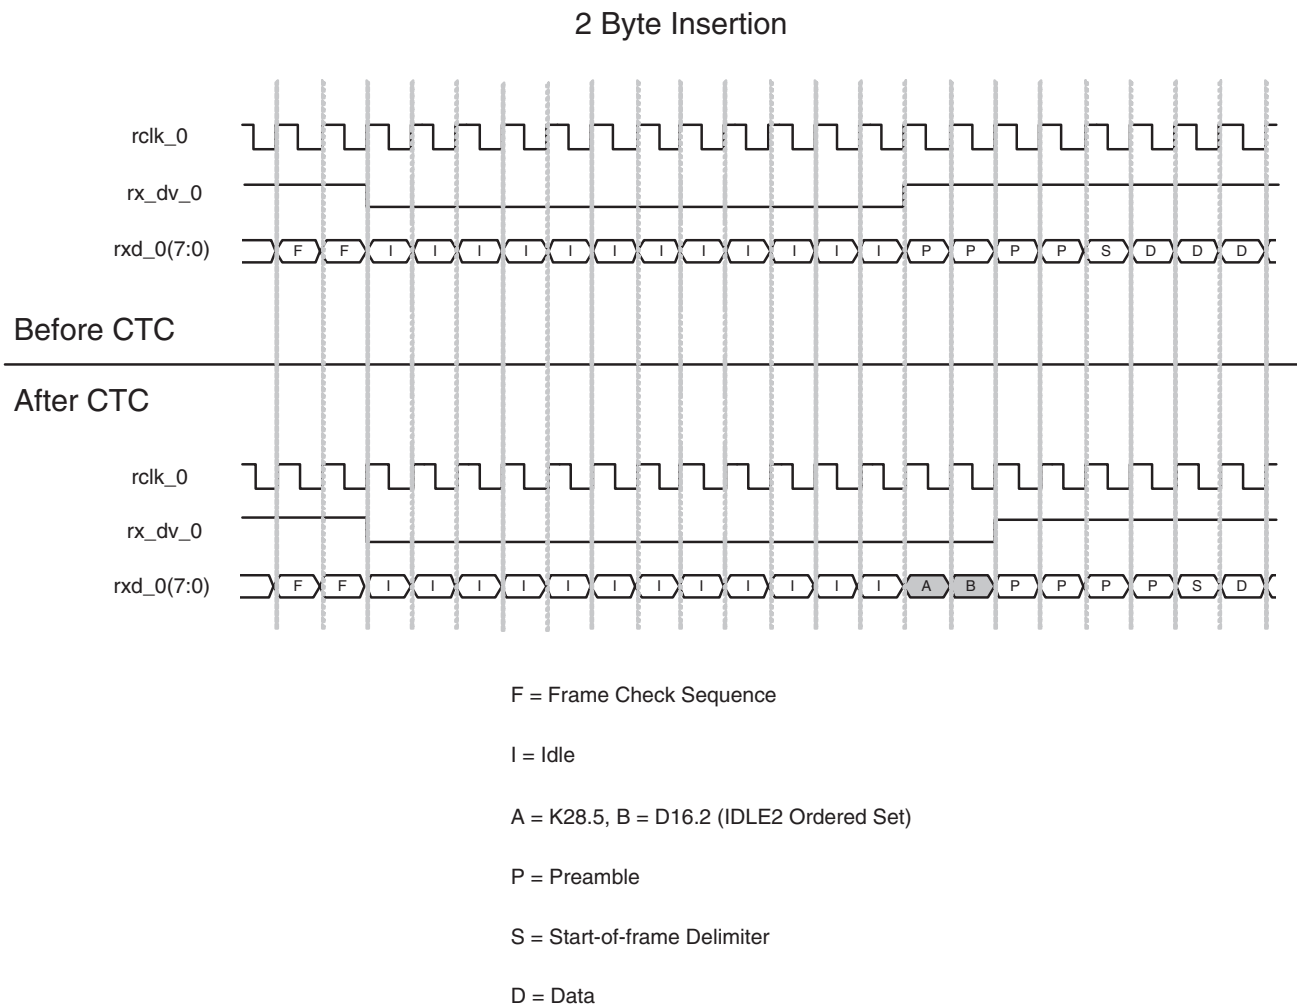 2 Byte Insertion
rclk_0
rx_dv_0
rxd_0(7:0) F F I I I I I I I I I I I I P P P P S D D D
Before CTC
After CTC
rclk_0
rx_dv_0
rxd_0(7:0) F F I I I I I I I I I I I I A B P P P P S D
F = Frame Check Sequence
I = Idle
A = K28.5, B = D16.2 (IDLE2 Ordered Set)
P = Preamble
S = Start-of-frame Delimiter
D = Data